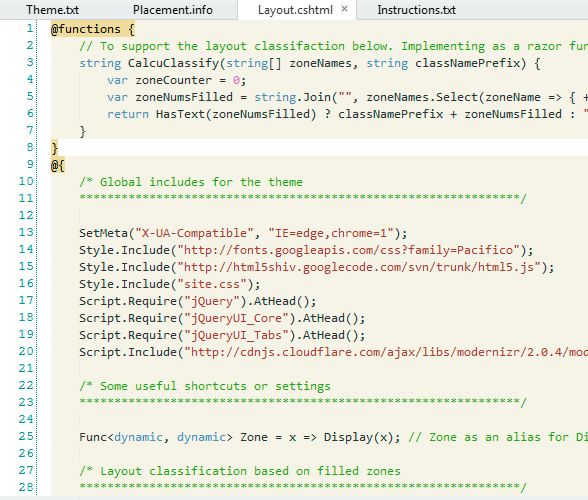 Theme.txt Placement.info Layout.cshtml × Instructions.txt
1 @functions {
2 // To support the layout classifaction below. Implementing as a razor
3 string CalcuClassify(string[] zoneNames, string classNamePrefix) {
4 var zoneCounter = 0;
5 var zoneNumsFilled = string.Join("", zoneNames.Select(zoneName => { +
6 return HasText(zoneNumsFilled) ? classNamePrefix + zoneNumsFilled : "
7 }
8 }
9 @{
10 /* Global includes for the theme
11 ***************************************************************/
12
13 SetMeta("X-UA-Compatible", "IE=edge,chrome=1");
14 Style.Include("http://fonts.googleapis.com/css?family=Pacifico");
15 Style.Include("http://html5shiv.googlecode.com/svn/trunk/html5.js");
16 Style.Include("site.css");
17 Script.Require("jQuery").AtHead();
18 Script.Require("jQueryUI_Core").AtHead();
19 Script.Require("jQueryUI_Tabs").AtHead();
20 Script.Include("http://cdnjs.cloudflare.com/ajax/libs/modernizr/2.0.4/mod
21
22 /* Some useful shortcuts or settings
23 ***************************************************************/
24
25 Func<dynamic, dynamic> Zone = x => Display(x); // Zone as an alias for Di
26
27 /* Layout classification based on filled zones
28 ***************************************************************/